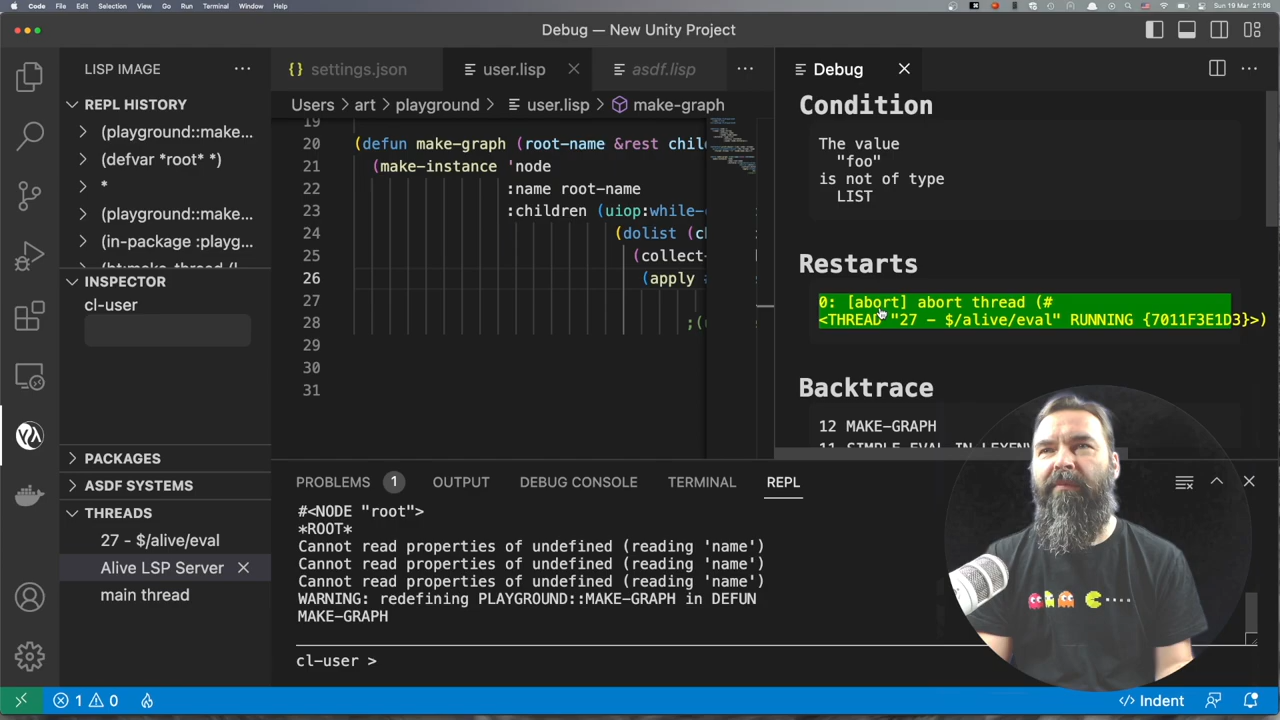 Code File Edit Selection View Go Run Terminal Window Help
Sun 19 Mar 21:06
Debug — New Unity Project
LISP IMAGE
REPL HISTORY
(playground::make...
(defvar *root* *)
*
(playground::make...
(in-package :playg...
INSPECTOR
cl-user
PACKAGES
ASDF SYSTEMS
THREADS
27 - $/alive/eval
Alive LSP Server
main thread
{} settings.json
user.lisp
asdf.lisp
Users > art > playground > user.lisp > make-graph
19
20 (defun make-graph (root-name &rest chil
21 (make-instance 'node
22 :name root-name
23 :children (uiop:while-
24 (dolist (c
25 (collect-
26 (apply
27
28 ;(
29
30
31
Debug
Condition
The value
"foo"
is not of type
LIST
Restarts
0: [abort] abort thread (#
<THREAD "27 - $/alive/eval" RUNNING {7011F3E1D3}>)
Backtrace
12 MAKE-GRAPH
11 SIMPLE-EVAL-IN-LEXENV
PROBLEMS 1 OUTPUT DEBUG CONSOLE TERMINAL REPL
#<NODE "root">
*ROOT*
Cannot read properties of undefined (reading 'name')
Cannot read properties of undefined (reading 'name')
Cannot read properties of undefined (reading 'name')
WARNING: redefining PLAYGROUND::MAKE-GRAPH in DEFUN
MAKE-GRAPH
cl-user >
1 0
</> Indent